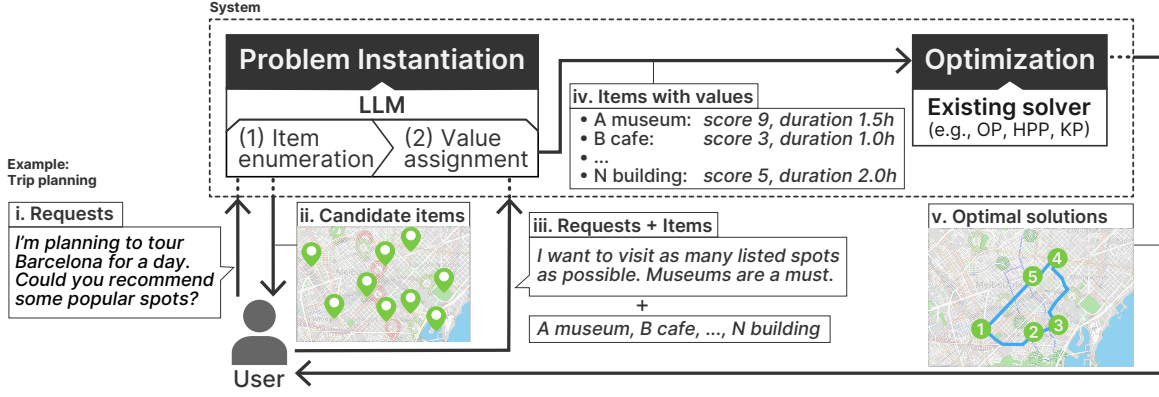 System
Problem Instantiation
LLM
(1) Item
enumeration
(2) Value
assignment
Optimization
Existing solver
(e.g., OP, HPP, KP)
iv. Items with values
• A museum: score 9, duration 1.5h
• B cafe: score 3, duration 1.0h
• ...
• N building: score 5, duration 2.0h
Example:
Trip planning
i. Requests
I'm planning to tour
Barcelona for a day.
Could you recommend
some popular spots?
ii. Candidate items
iii. Requests + Items
I want to visit as many listed spots
as possible. Museums are a must.
+
A museum, B cafe, ..., N building
v. Optimal solutions
1
2
3
4
5
User